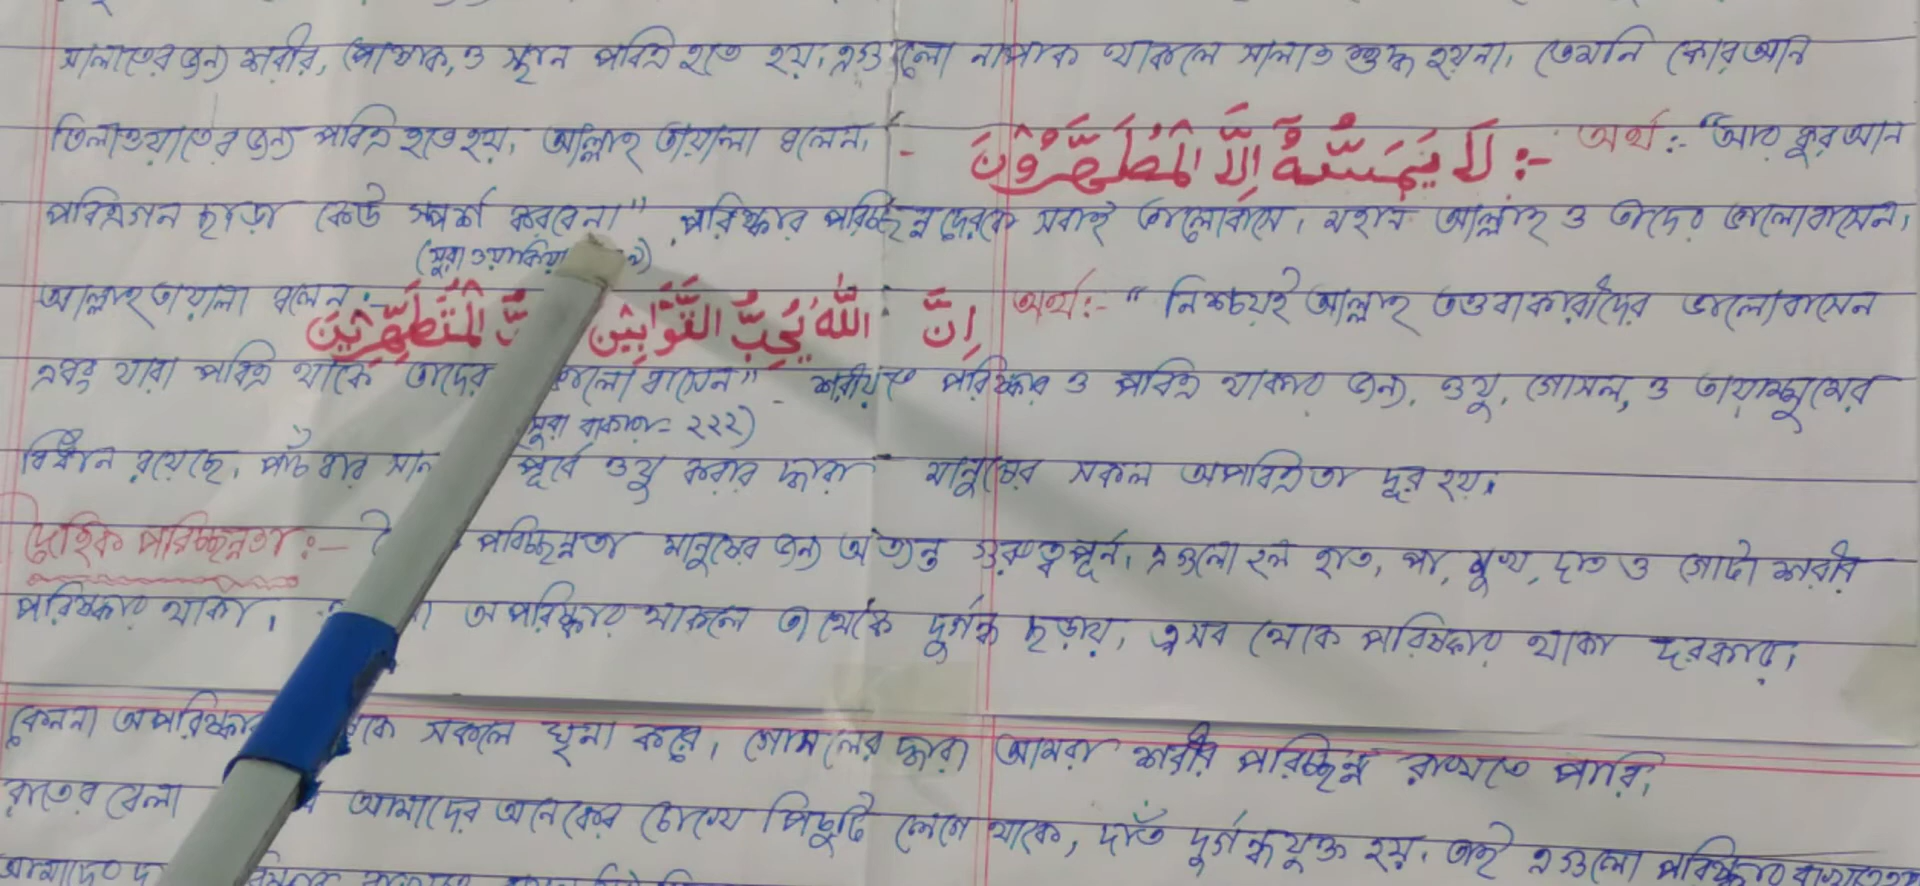 সালাতের জন্য শরীর, পোষাক, ও স্থান পবিত্র হতে হয়। এগুলো নাপাক থাকলে সালাত শুদ্ধ হয়না। তেমনি কোরআন
তিলাওয়াতের জন্য পবিত্র হতে হয়। আল্লাহ তায়ালা বলেন। :- لَا يَمَسُّهُ إِلَّا الْمُطَهَّرُونَ -: অর্থ:- "আর কুরআন
পবিত্রগন ছাড়া কেউ স্পর্শ করবেনা" পরিষ্কার পরিচ্ছন্নদেরকে সবাই ভালোবাসে। মহান আল্লাহ ও তাদের ভালোবাসেন।
(সুরা ওয়াকিয়া
আল্লাহ তায়ালা বলেন:- إِنَّ اللَّهَ يُحِبُّ التَّوَّابِينَ الْمُتَطَهِّرِينَ অর্থ:- "নিশ্চয়ই আল্লাহ তওবাকারীদের ভালোবাসেন
এবং যারা পবিত্র থাকে তাদের ভালোবাসেন" শরীয়তে পরিষ্কার ও পবিত্র থাকার জন্য, ওযু, গোসল, ও তায়াম্মুমের
সুরা বাকারা- ২২২)
বিধান রয়েছে। পাঁচ বার পূর্বে ওযু করার দ্বারা মানুষের সকল অপবিত্রতা দূর হয়।
দৈহিক পরিচ্ছন্নতা:- পরিচ্ছন্নতা মানুষের জন্য অত্যন্ত গুরুত্বপূর্ন। এগুলো হল হাত, পা, মুখ, দাত ও গোটা শরীর
পরিষ্কার থাকা। অপরিষ্কার থাকলে তা থেকে দুর্গন্ধ ছড়ায়, এসব থেকে পরিষ্কার থাকা দরকার।
কেননা অপরিষ্কার সকলে ঘৃনা করে। গোসলের দ্বারা আমরা শরীর পরিচ্ছন্ন রাখতে পারি।
রাতের বেলা আমাদের অনেকের চোখে পিচুটি লেগে থাকে, দাঁত দুর্গন্ধযুক্ত হয়। তাই এগুলো পরিষ্কার
আমাদের